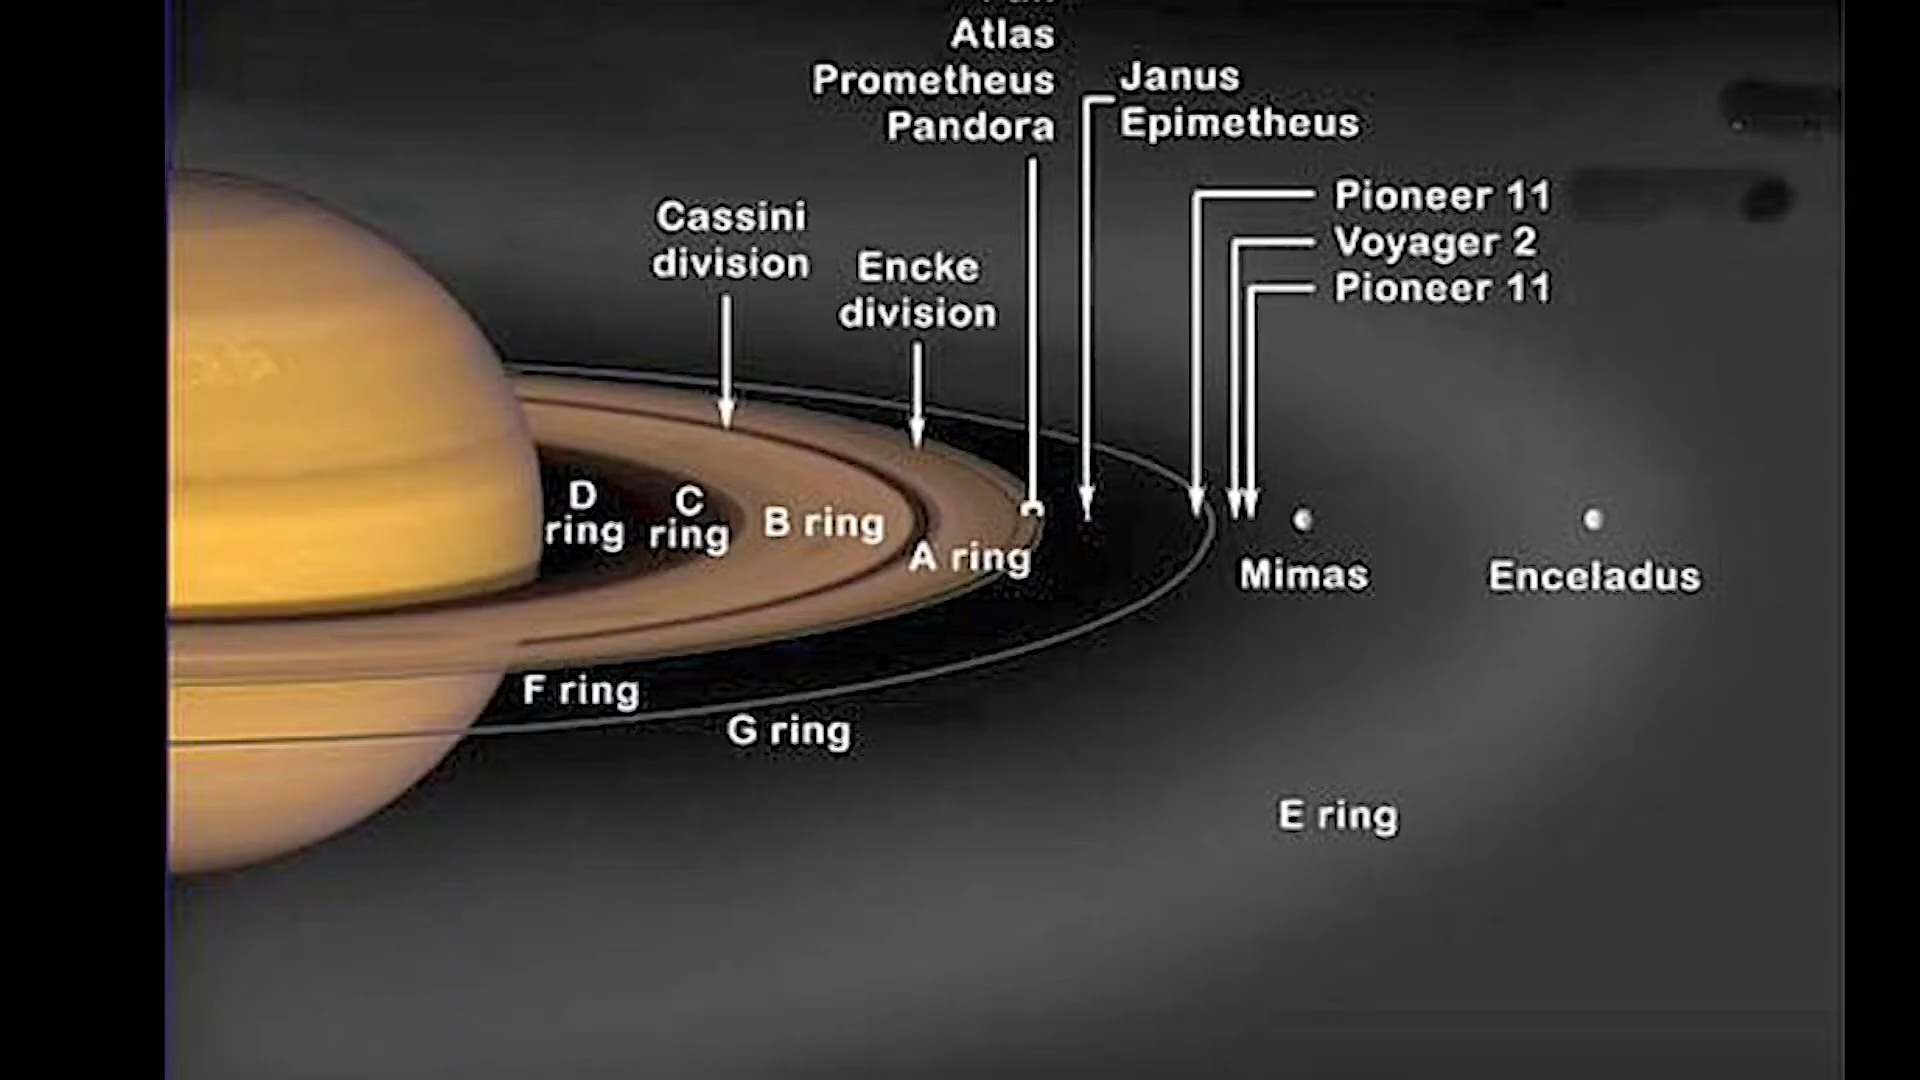 Atlas
Prometheus
Pandora
Janus
Epimetheus
Pioneer 11
Voyager 2
Pioneer 11
Cassini
division
Encke
division
D
ring
C
ring
B ring
A ring
Mimas
Enceladus
F ring
G ring
E ring